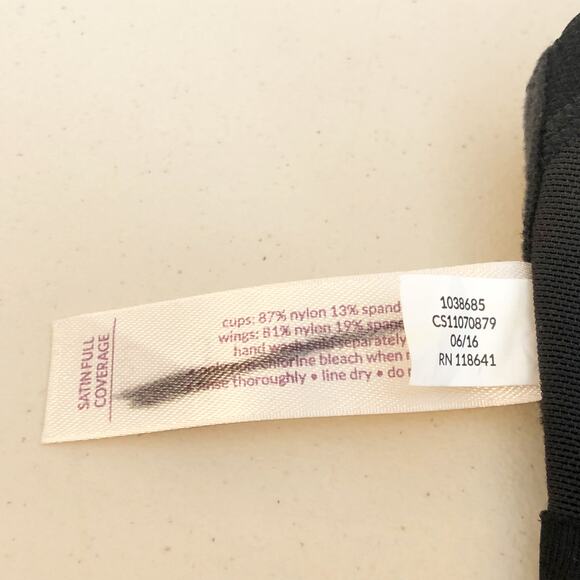 SATIN FULL
COVERAGE
cups: 87% nylon 13% spand
wings: 81% nylon 19% spand
hand wash separately
chlorine bleach when
rinse thoroughly • line dry • do
1038685
CS11070879
06/16
RN 118641